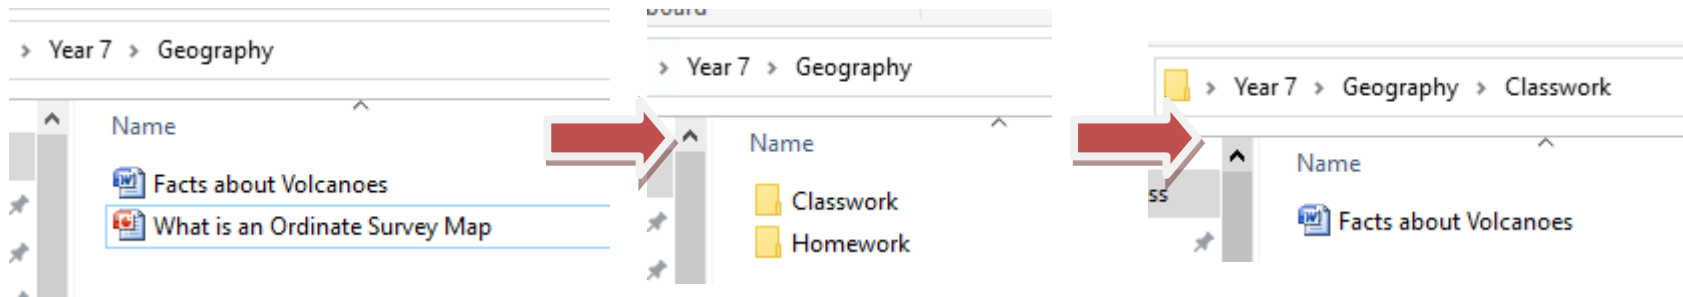 Year 7 > Geography
Name
Facts about Volcanoes
What is an Ordinate Survey Map
Year 7 > Geography
Name
Classwork
Homework
Year 7 > Geography > Classwork
Name
ss
Facts about Volcanoes